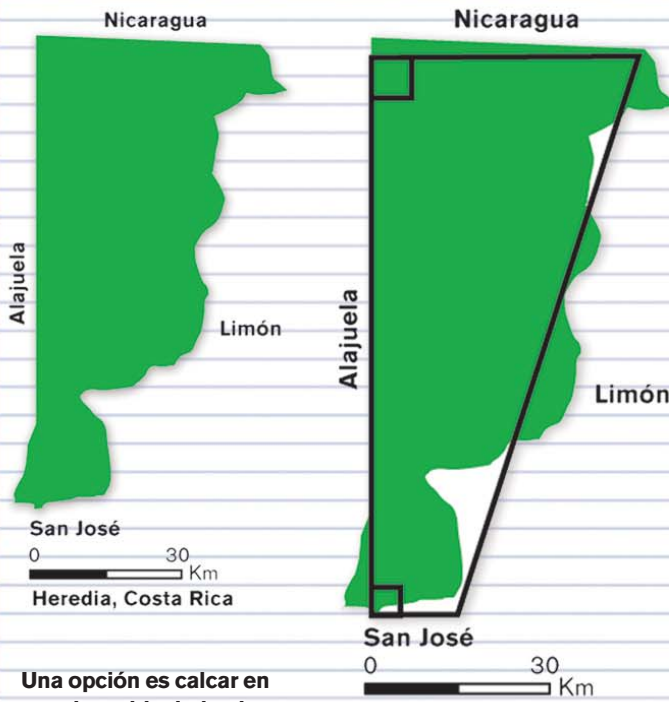 Nicaragua
Alajuela
Limón
San José
0 30
Km
Heredia, Costa Rica
Una opción es calcar en
Nicaragua
Alajuela
Limón
San José
0 30
Km